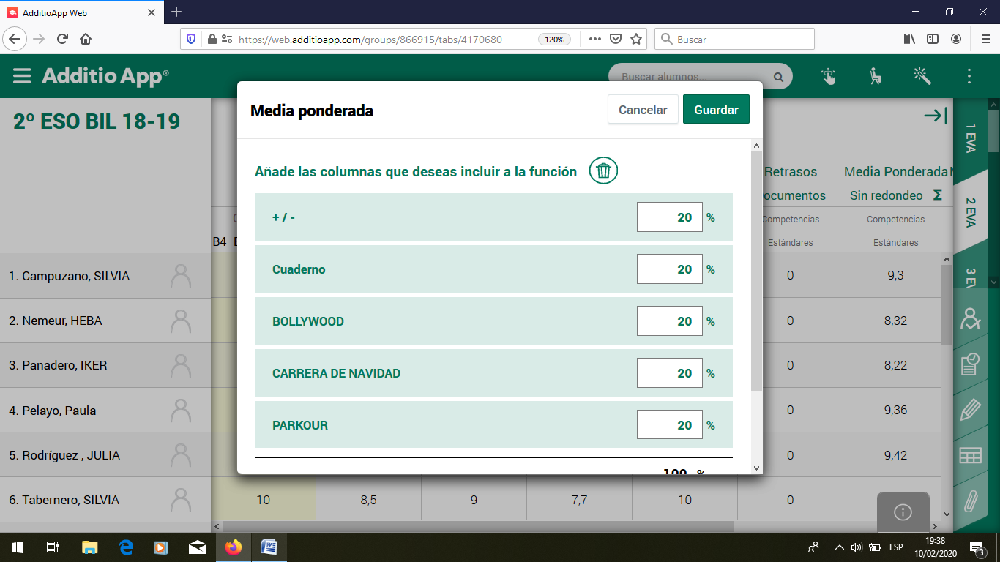 AdditioApp Web
https://web.additioapp.com/groups/866915/tabs/4170680
120%
Buscar
Additio App®
Buscar alumnos...
2º ESO BIL 18-19
Media ponderada
Cancelar
Guardar
Añade las columnas que deseas incluir a la función
+ / - 20 %
Cuaderno 20 %
BOLLYWOOD 20 %
CARRERA DE NAVIDAD 20 %
PARKOUR 20 %
100 %
Retrasos Media Ponderada
ocumentos Sin redondeo Σ
Competencias Competencias
B4 Estándares Estándares
1 EVA
2 EVA
3 EV
1. Campuzano, SILVIA 0 9,3
2. Nemeur, HEBA 0 8,32
3. Panadero, IKER 0 8,22
4. Pelayo, Paula 0 9,36
5. Rodríguez , JULIA 0 9,42
6. Tabernero, SILVIA 10 8,5 9 7,7 10 0
ESP
19:38
10/02/2020
3